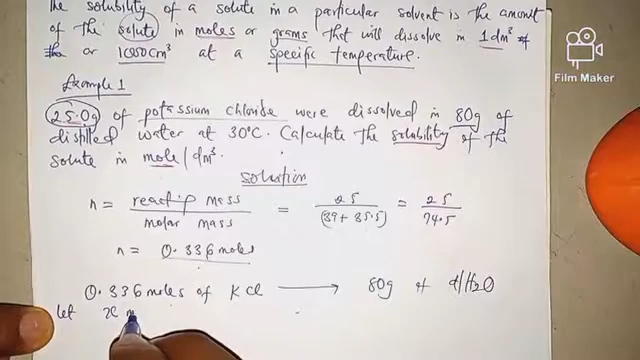 The solubility of a solute in a particular solvent is the amount
of the solute in moles or grams that will dissolve in 1dm³ of
the or 1000cm³ at a specific temperature.
Film Maker
Example 1
25.0g of potassium chloride were dissolved in 80g of
distilled water at 30°C. Calculate the solubility of the
solute in mole/dm³.
Solution
n = reacting mass / molar mass = 25 / (39 + 35.5) = 25 / 74.5
n = 0.336 moles
0.336 moles of KCl → 80g of d/H2O
let x m